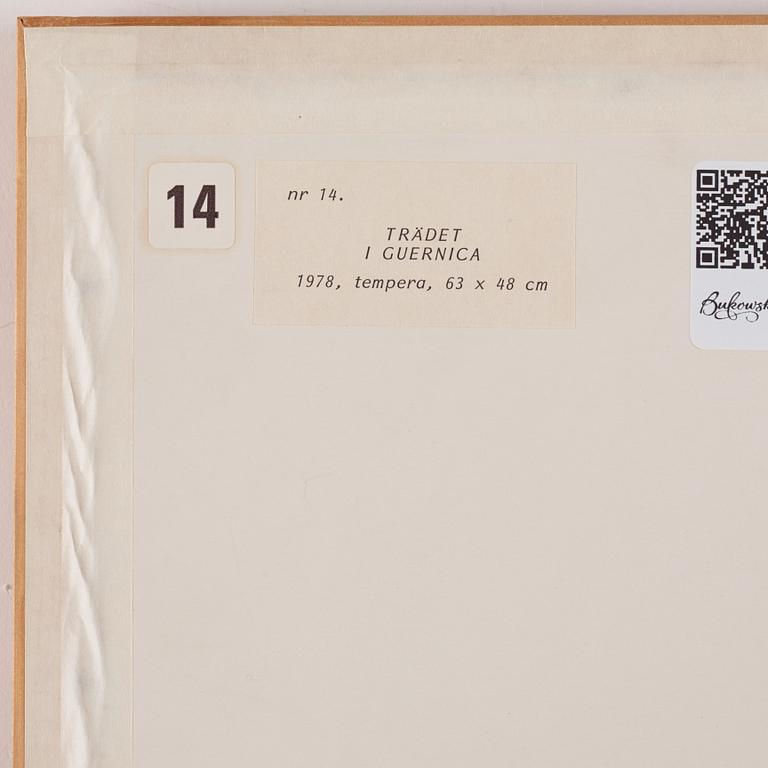 14
nr 14.
TRÄDET
I GUERNICA
1978, tempera, 63 x 48 cm